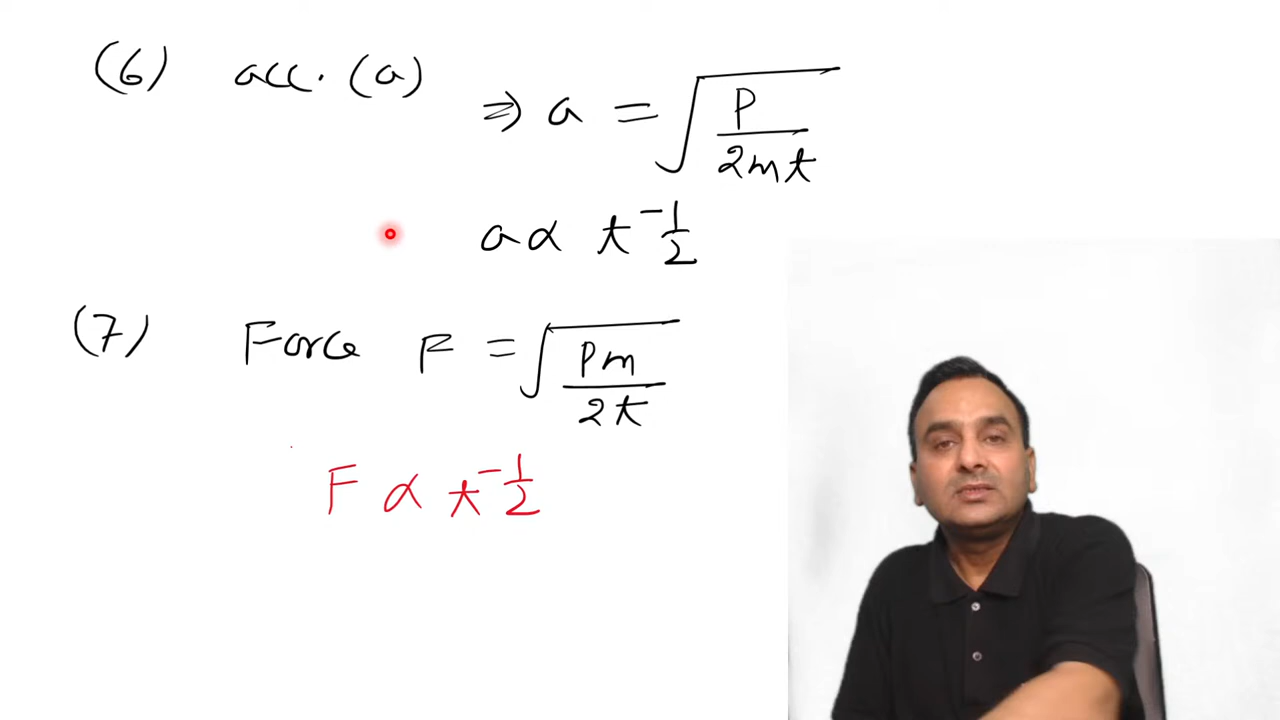 (6) acc. (a) ⇒ a = √(P/2mt)
a ∝ t^-1/2
(7) Force F = √(Pm/2t)
F ∝ t^-1/2